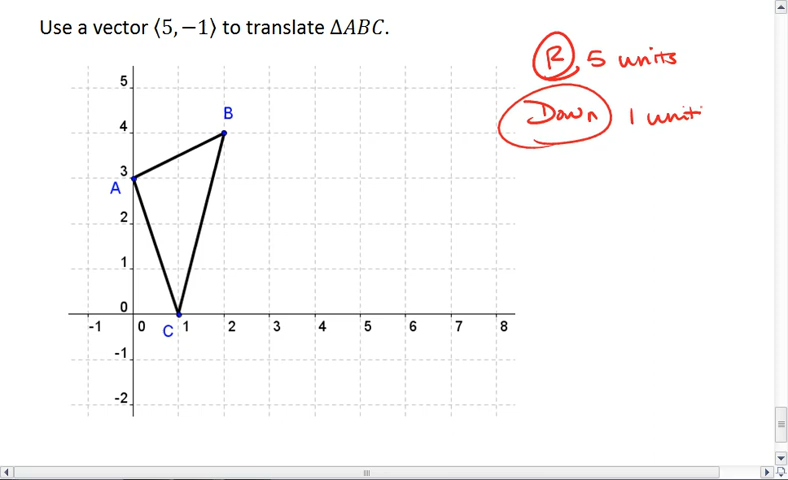 Use a vector ⟨5, −1⟩ to translate ΔABC.
R, 5 units
Down 1 unit
5
B
4
3
A
2
1
0
-1 0 C 1 2 3 4 5 6 7 8
-1
-2